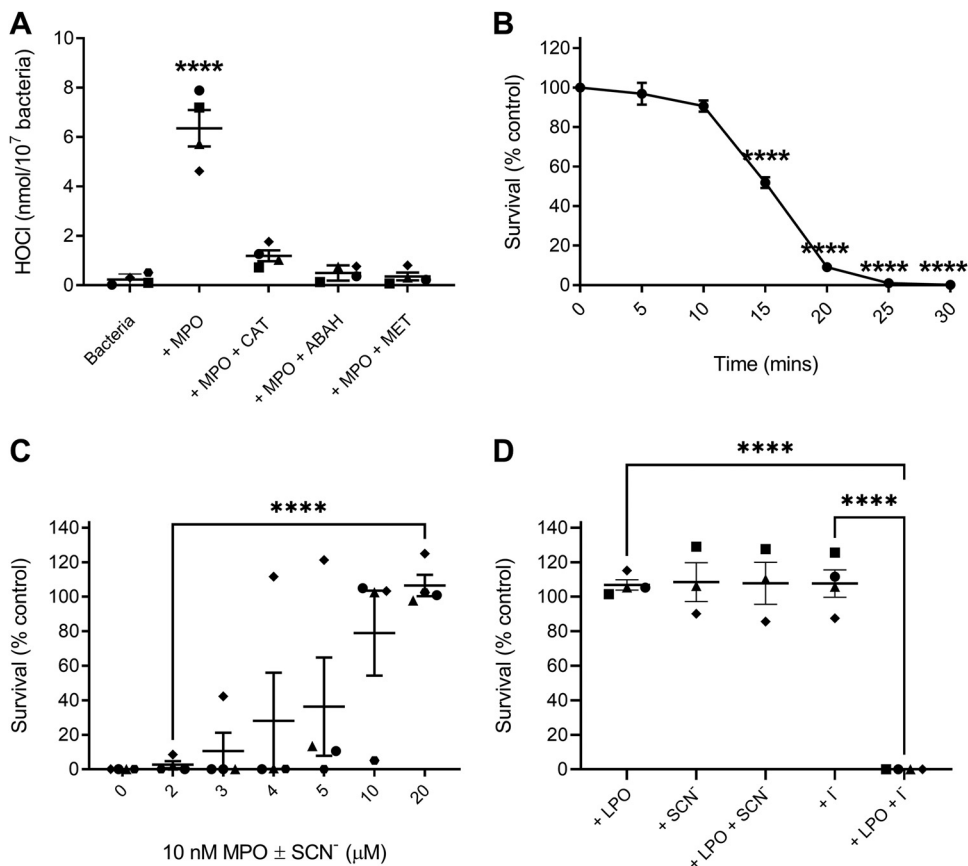 A
HOCl (nmol/10⁷ bacteria)
10
8
6
4
2
0
****
Bacteria
+ MPO
+ MPO + CAT
+ MPO + ABAH
+ MPO + MET
B
Survival (% control)
120
100
80
60
40
20
0
****
****
****
****
0
5
10
15
20
25
30
Time (mins)
C
Survival (% control)
140
120
100
80
60
40
20
0
****
0
2
3
4
5
10
20
10 nM MPO ± SCN⁻ (µM)
D
Survival (% control)
140
120
100
80
60
40
20
0
****
****
+ LPO
+ SCN⁻
+ LPO + SCN⁻
+ I⁻
+ LPO + I⁻